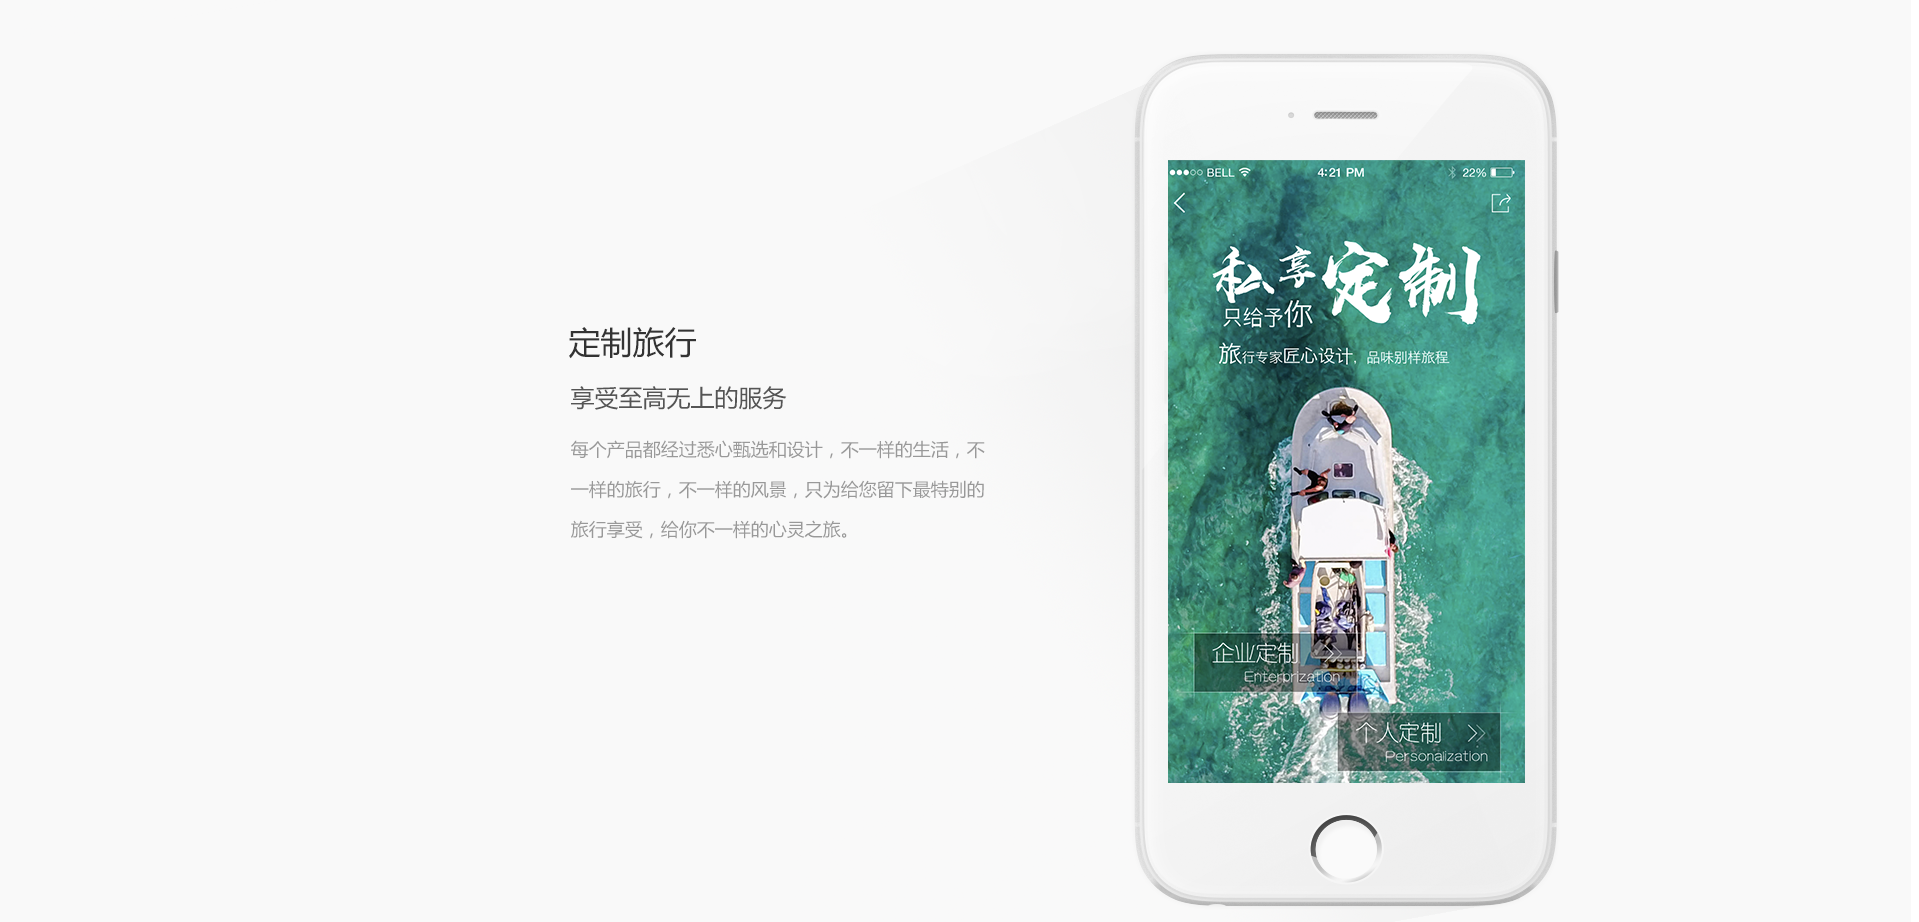 定制旅行
享受至高无上的服务
每个产品都经过悉心甄选和设计，不一样的生活，不
一样的旅行，不一样的风景，只为给您留下最特别的
旅行享受，给你不一样的心灵之旅。
BELL 4:21 PM 22%
私享定制
只给予你
旅行专家匠心设计，品味别样旅程
企业定制
Enterprization
个人定制
Personalization